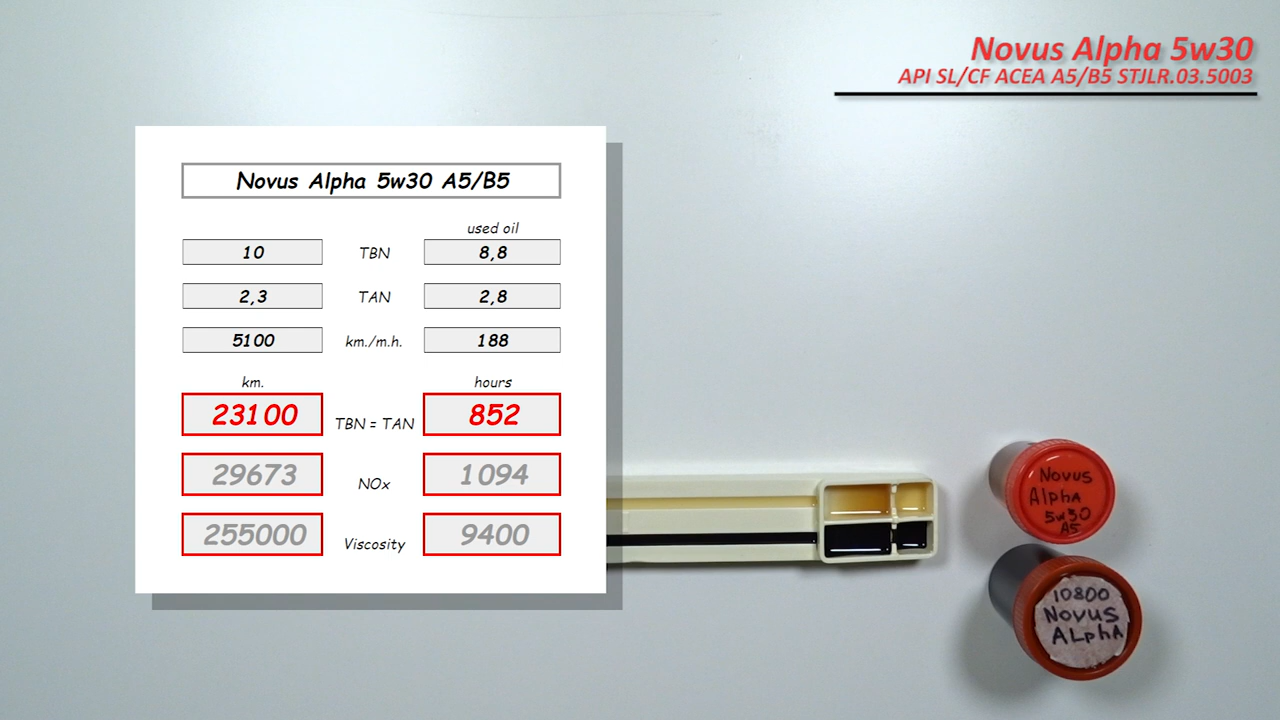 Novus Alpha 5w30
API SL/CF ACEA A5/B5 STJLR.03.5003
Novus Alpha 5w30 A5/B5
used oil
10 TBN 8,8
2,3 TAN 2,8
5100 km./m.h. 188
km. hours
23100 TBN = TAN 852
29673 NOx 1094
255000 Viscosity 9400
Novus
Alpha
5w30
A5
10800
Novus
ALphA